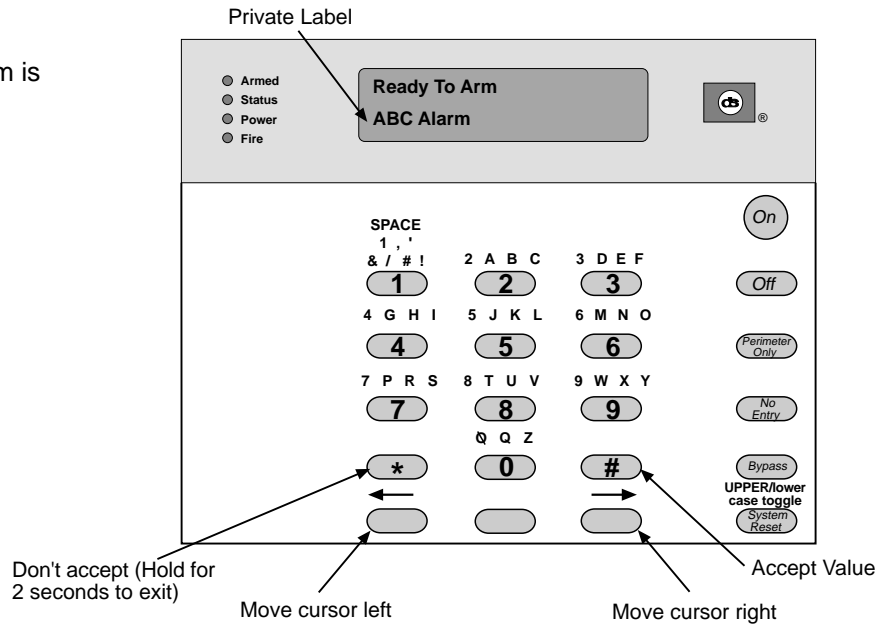 Private Label
m is
Armed
Status
Power
Fire
Ready To Arm
ABC Alarm
ds
®
On
SPACE
1 , '
& / # !
2 A B C
3 D E F
1
2
3
Off
4 G H I
5 J K L
6 M N O
4
5
6
Perimeter
Only
7 P R S
8 T U V
9 W X Y
7
8
9
No
Entry
0 Q Z
*
0
#
Bypass
UPPER/lower
case toggle
System
Reset
Don't accept (Hold for
2 seconds to exit)
Accept Value
Move cursor left
Move cursor right